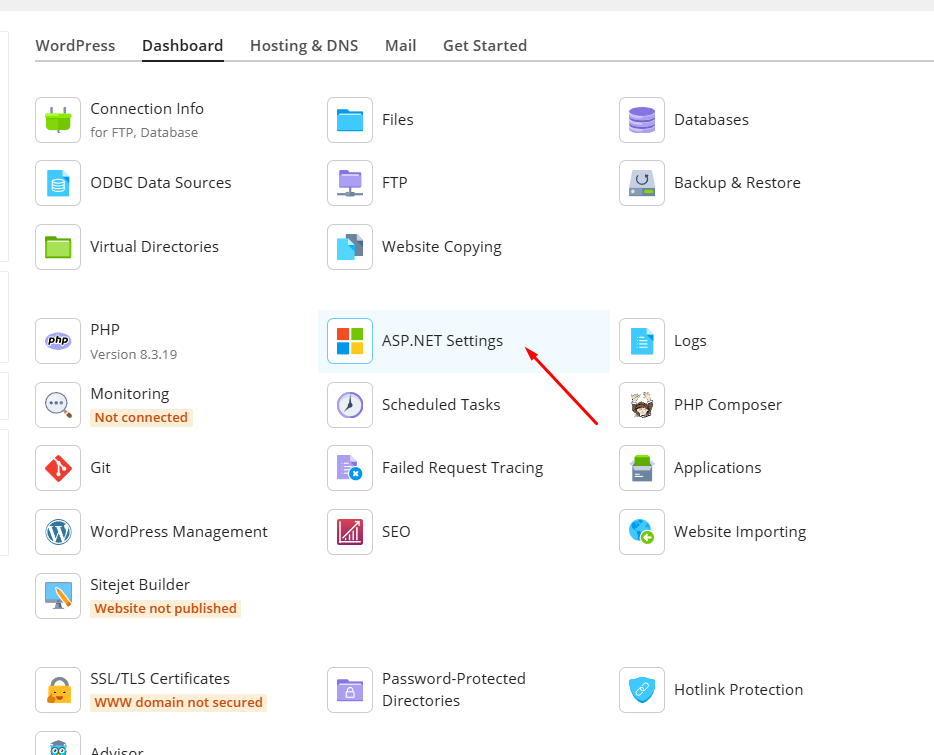 WordPress Dashboard Hosting & DNS Mail Get Started
Connection Info
for FTP, Database
Files
Databases
ODBC Data Sources
FTP
Backup & Restore
Virtual Directories
Website Copying
PHP
Version 8.3.19
php
ASP.NET Settings
Logs
Monitoring
Not connected
Scheduled Tasks
PHP Composer
Git
Failed Request Tracing
Applications
WordPress Management
SEO
Website Importing
Sitejet Builder
Website not published
SSL/TLS Certificates
WWW domain not secured
Password-Protected
Directories
Hotlink Protection
Advisor